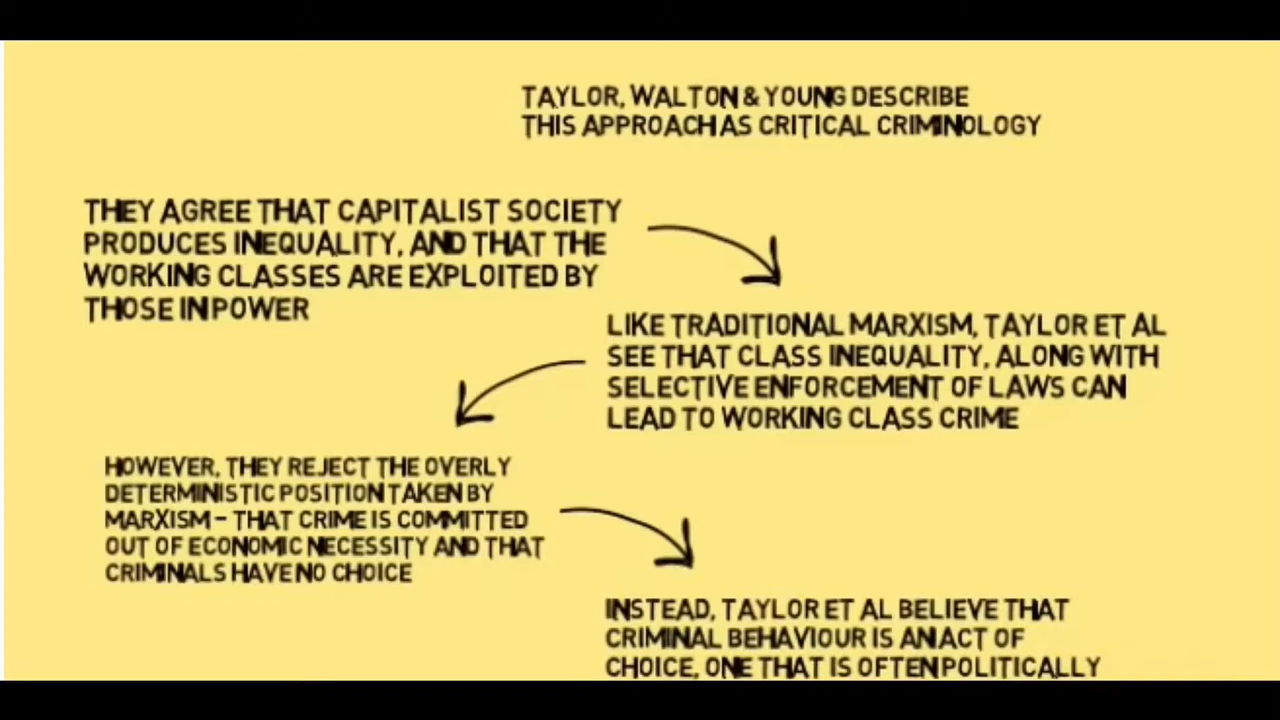 TAYLOR, WALTON & YOUNG DESCRIBE
THIS APPROACH AS CRITICAL CRIMINOLOGY
THEY AGREE THAT CAPITALIST SOCIETY
PRODUCES INEQUALITY, AND THAT THE
WORKING CLASSES ARE EXPLOITED BY
THOSE IN POWER
LIKE TRADITIONAL MARXISM, TAYLOR ET AL
SEE THAT CLASS INEQUALITY, ALONG WITH
SELECTIVE ENFORCEMENT OF LAWS CAN
LEAD TO WORKING CLASS CRIME
HOWEVER, THEY REJECT THE OVERLY
DETERMINISTIC POSITION TAKEN BY
MARXISM - THAT CRIME IS COMMITTED
OUT OF ECONOMIC NECESSITY AND THAT
CRIMINALS HAVE NO CHOICE
INSTEAD, TAYLOR ET AL BELIEVE THAT
CRIMINAL BEHAVIOUR IS AN ACT OF
CHOICE, ONE THAT IS OFTEN POLITICALLY